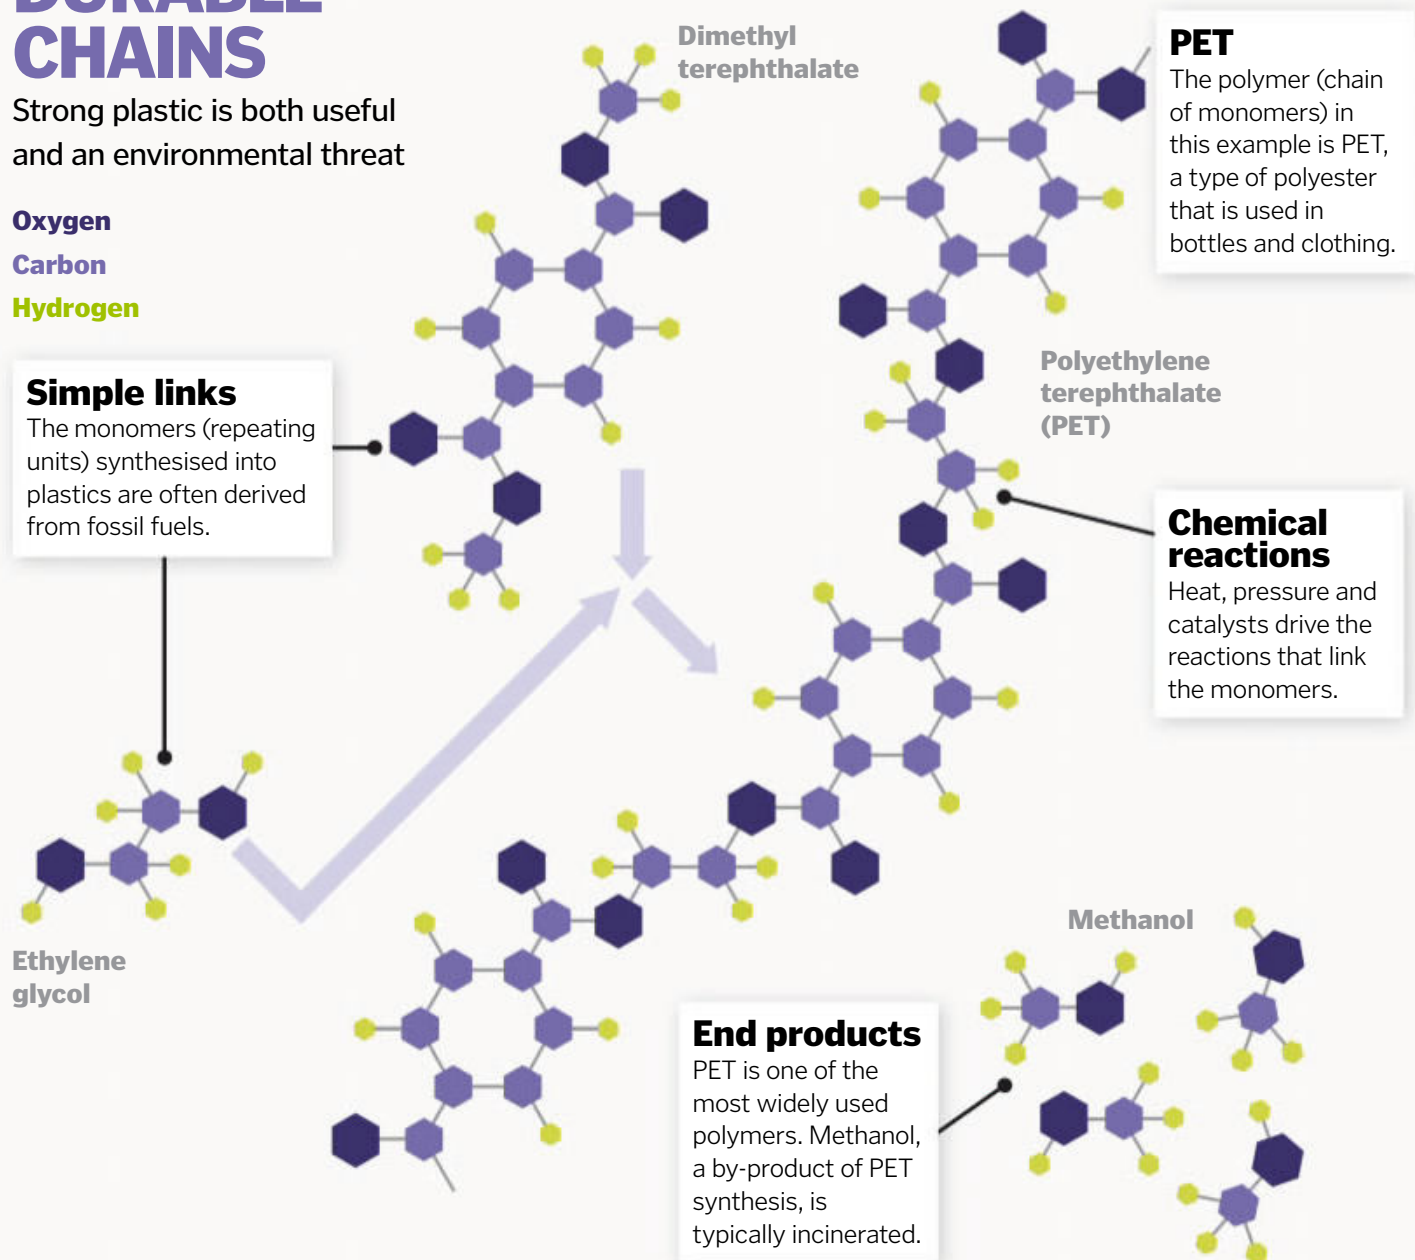 DURABLE
CHAINS
Strong plastic is both useful
and an environmental threat
Oxygen
Carbon
Hydrogen
Simple links
The monomers (repeating
units) synthesised into
plastics are often derived
from fossil fuels.
Dimethyl
terephthalate
PET
The polymer (chain
of monomers) in
this example is PET,
a type of polyester
that is used in
bottles and clothing.
Polyethylene
terephthalate
(PET)
Chemical
reactions
Heat, pressure and
catalysts drive the
reactions that link
the monomers.
Ethylene
glycol
Methanol
End products
PET is one of the
most widely used
polymers. Methanol,
a by-product of PET
synthesis, is
typically incinerated.